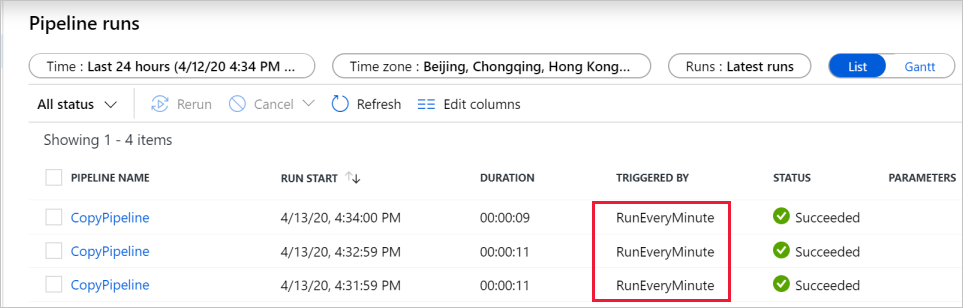 Pipeline runs
Time : Last 24 hours (4/12/20 4:34 PM ... Time zone : Beijing, Chongqing, Hong Kong... Runs : Latest runs List Gantt
All status Rerun Cancel Refresh Edit columns
Showing 1 - 4 items
PIPELINE NAME RUN START DURATION TRIGGERED BY STATUS PARAMETERS
CopyPipeline 4/13/20, 4:34:00 PM 00:00:09 RunEveryMinute Succeeded
CopyPipeline 4/13/20, 4:32:59 PM 00:00:11 RunEveryMinute Succeeded
CopyPipeline 4/13/20, 4:31:59 PM 00:00:11 RunEveryMinute Succeeded